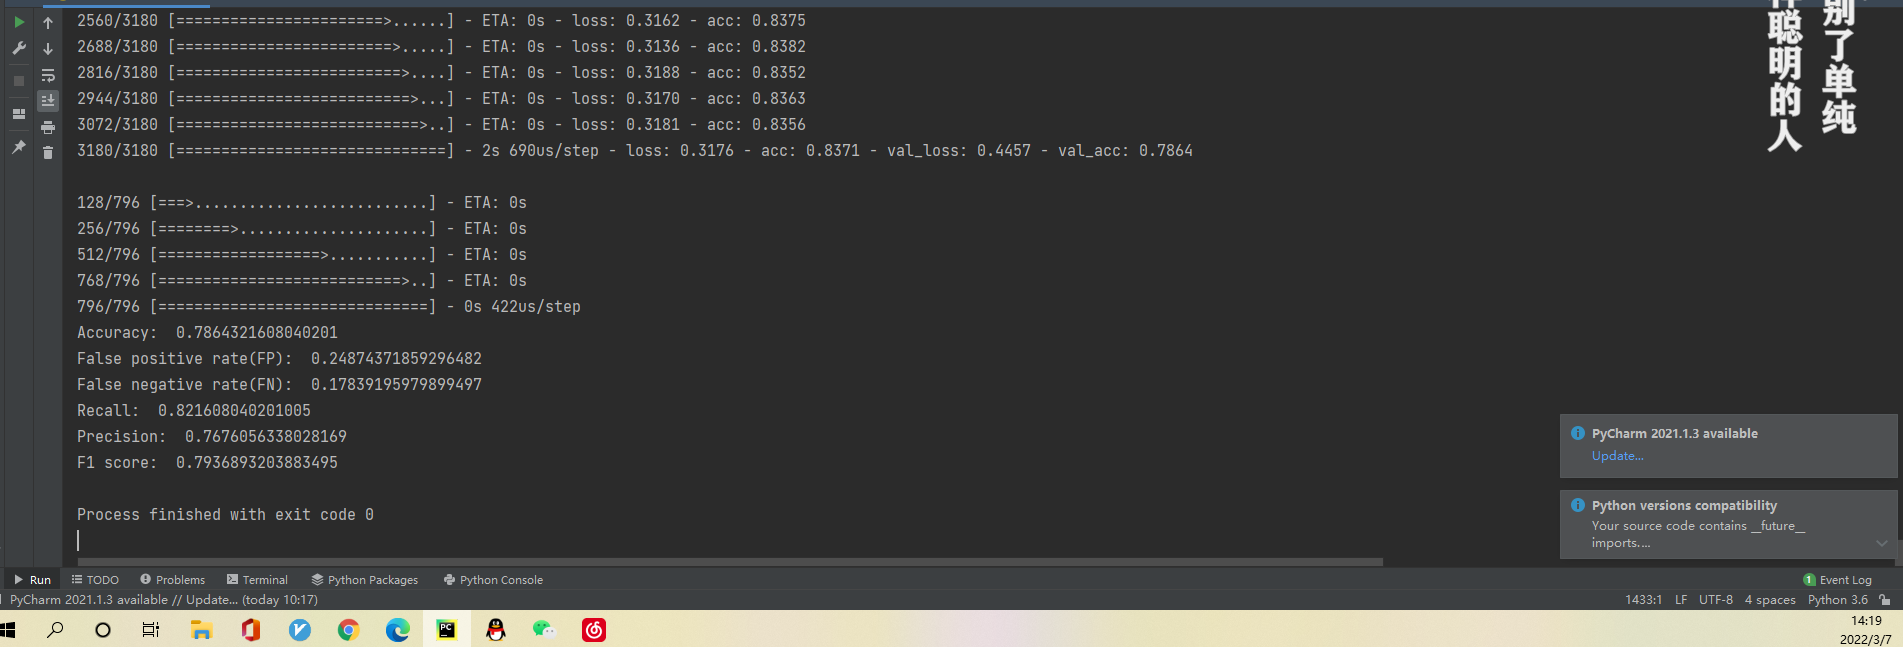 2560/3180 [=======================>......] - ETA: 0s - loss: 0.3162 - acc: 0.8375
2688/3180 [========================>.....] - ETA: 0s - loss: 0.3136 - acc: 0.8382
2816/3180 [=========================>....] - ETA: 0s - loss: 0.3188 - acc: 0.8352
2944/3180 [==========================>...] - ETA: 0s - loss: 0.3170 - acc: 0.8363
3072/3180 [===========================>..] - ETA: 0s - loss: 0.3181 - acc: 0.8356
3180/3180 [==============================] - 2s 690us/step - loss: 0.3176 - acc: 0.8371 - val_loss: 0.4457 - val_acc: 0.7864
128/796 [===>..........................] - ETA: 0s
256/796 [========>.....................] - ETA: 0s
512/796 [==================>...........] - ETA: 0s
768/796 [===========================>..] - ETA: 0s
796/796 [==============================] - 0s 422us/step
Accuracy:  0.7864321608040201
False positive rate(FP):  0.24874371859296482
False negative rate(FN):  0.17839195979899497
Recall:  0.821608040201005
Precision:  0.7676056338028169
F1 score:  0.7936893203883495
Process finished with exit code 0
别了单纯
聪明的人
PyCharm 2021.1.3 available
Update...
Python versions compatibility
Your source code contains __future__
imports....
Run TODO Problems Terminal Python Packages Python Console
1 Event Log
PyCharm 2021.1.3 available // Update... (today 10:17)
1433:1 LF UTF-8 4 spaces Python 3.6
PC
14:19
2022/3/7